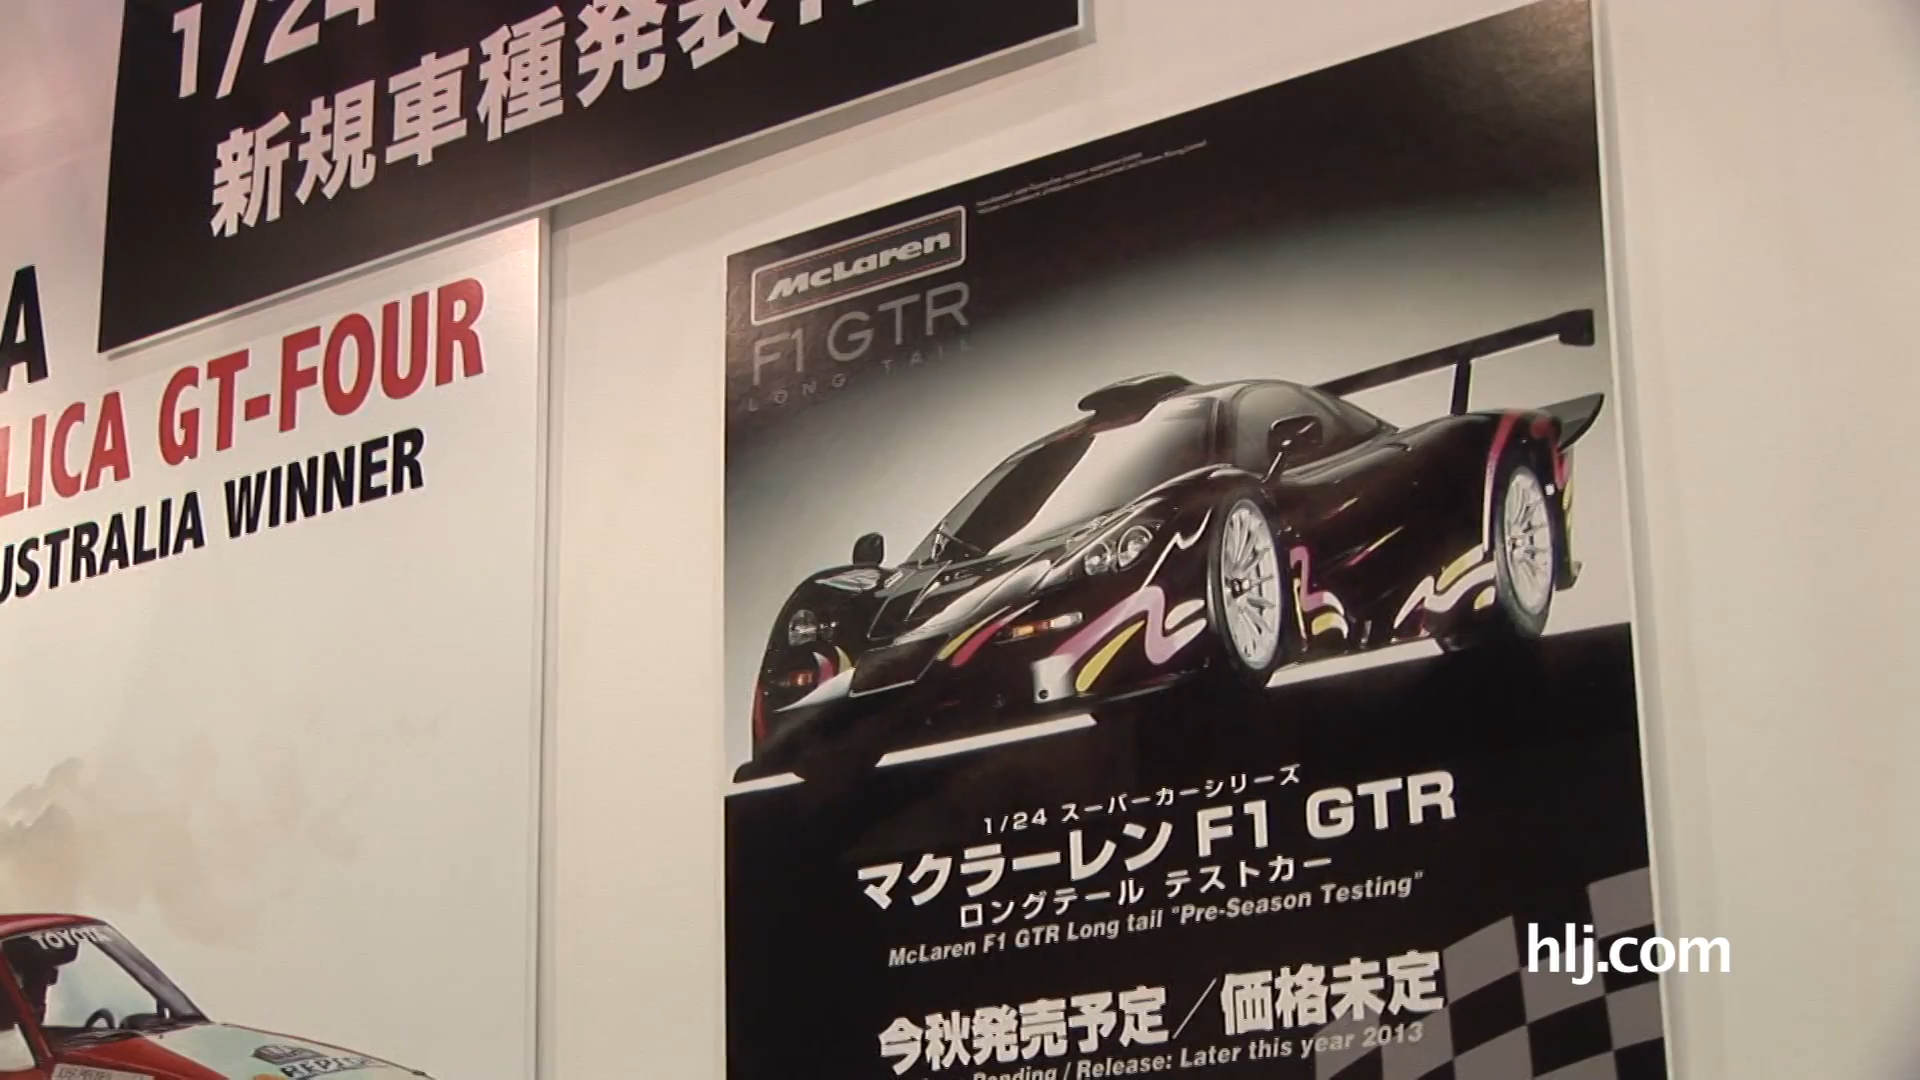 1/24
新規車種発表
A
LICA GT-FOUR
USTRALIA WINNER
TOYOTA
McLaren
F1 GTR
LONG TAIL
1/24 スーパーカーシリーズ
マクラーレン F1 GTR
ロングテール テストカー
McLaren F1 GTR Long tail "Pre-Season Testing"
今秋発売予定／価格未定
Pending / Release: Later this year 2013
hlj.com